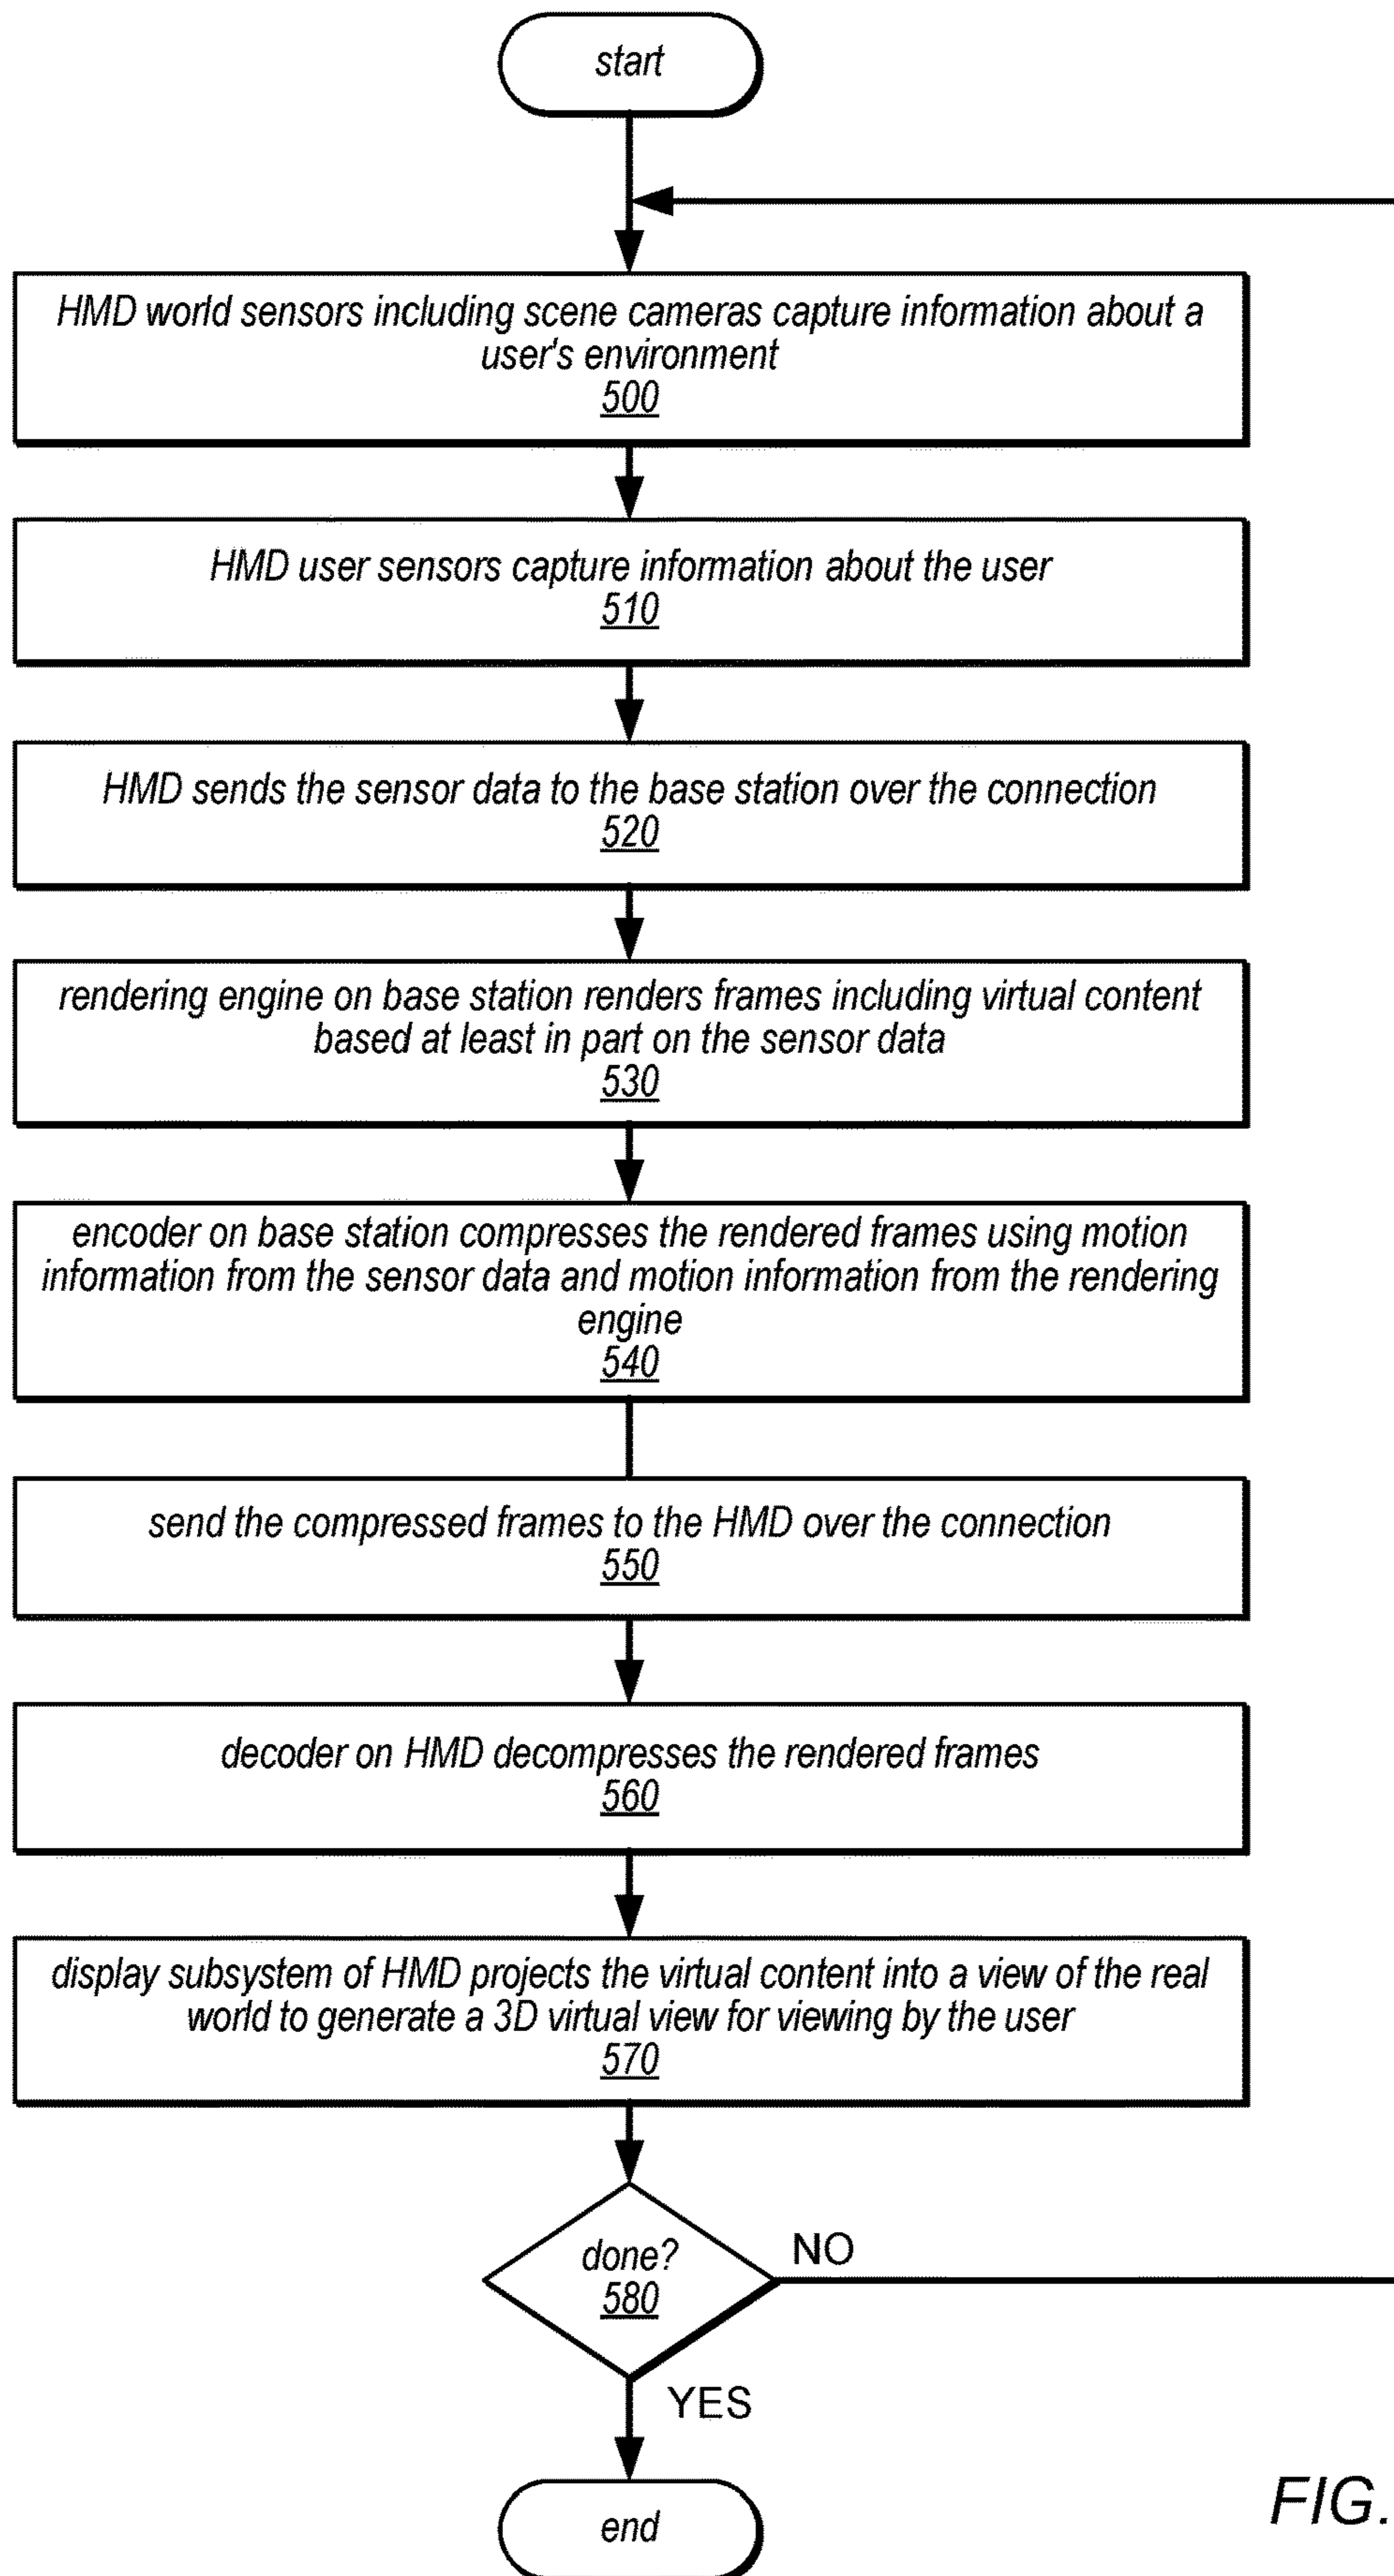 start
HMD world sensors including scene cameras capture information about a
user's environment
500
HMD user sensors capture information about the user
510
HMD sends the sensor data to the base station over the connection
520
rendering engine on base station renders frames including virtual content
based at least in part on the sensor data
530
encoder on base station compresses the rendered frames using motion
information from the sensor data and motion information from the rendering
engine
540
send the compressed frames to the HMD over the connection
550
decoder on HMD decompresses the rendered frames
560
display subsystem of HMD projects the virtual content into a view of the real
world to generate a 3D virtual view for viewing by the user
570
done?
580
NO
YES
end
FIG.